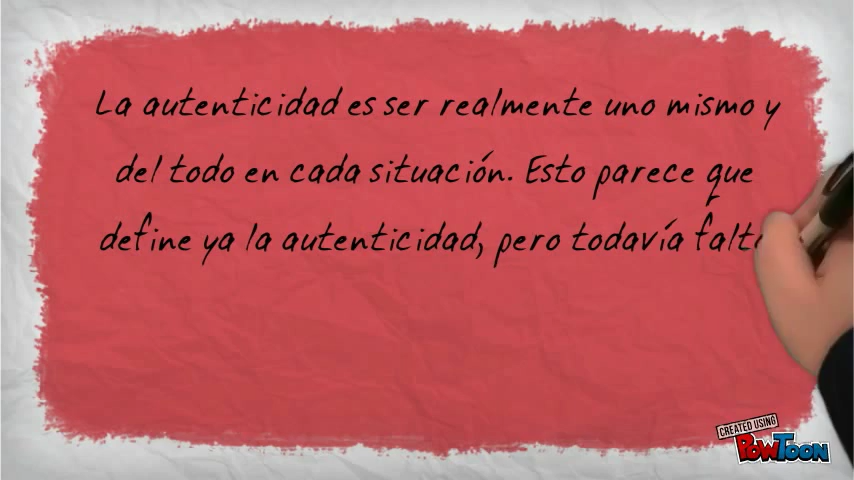 La autenticidad es ser realmente uno mismo y
del todo en cada situación. Esto parece que
define ya la autenticidad, pero todavía falta
CREATED USING
POWTOON